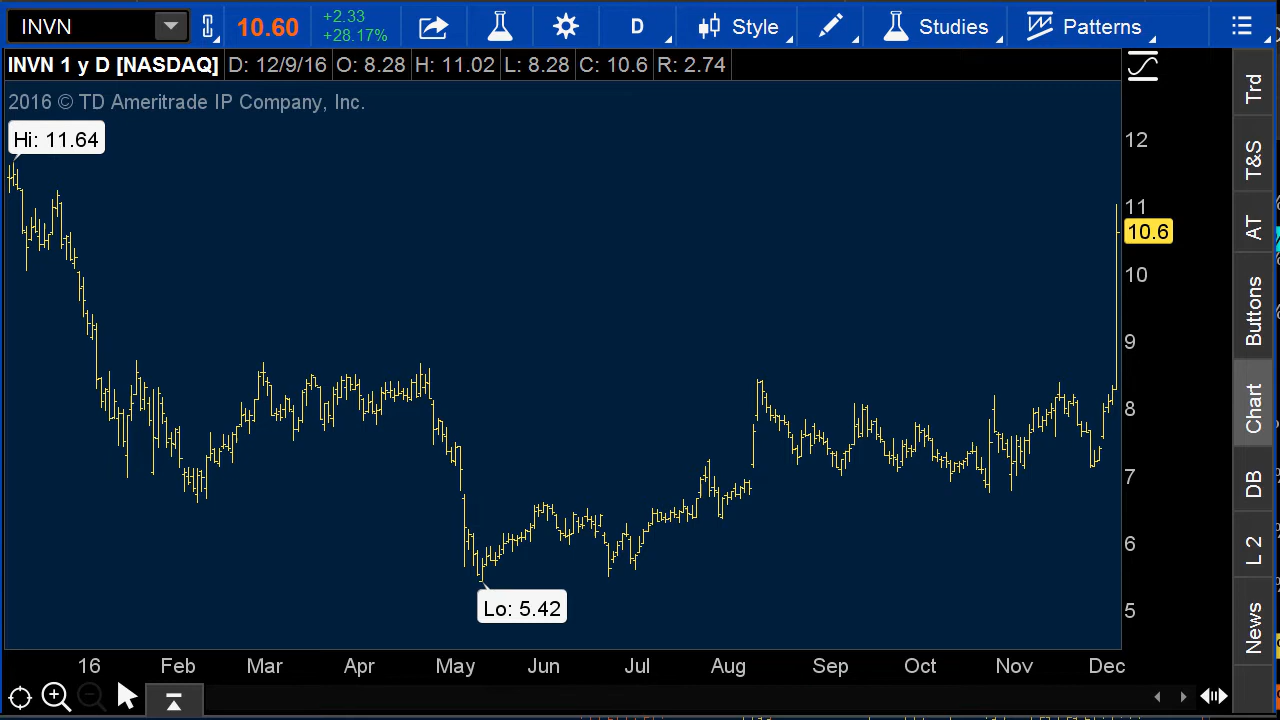 INVN 10.60 +2.33 +28.17% D Style Studies Patterns
INVN 1 y D [NASDAQ] D: 12/9/16 O: 8.28 H: 11.02 L: 8.28 C: 10.6 R: 2.74
2016 © TD Ameritrade IP Company, Inc.
Hi: 11.64
12
11
10.6
10
9
8
7
6
5
Lo: 5.42
16 Feb Mar Apr May Jun Jul Aug Sep Oct Nov Dec
Trd
T&S
AT
Buttons
Chart
DB
L 2
News